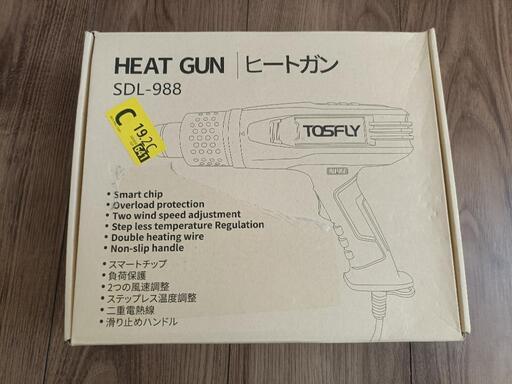 HEAT GUN | ヒートガン
SDL-988
C
19.2C
641
TOSFLY
• Smart chip
• Overload protection
• Two wind speed adjustment
• Step less temperature Regulation
• Double heating wire
• Non-slip handle
• スマートチップ
• 負荷保護
• 2つの風速調整
• ステップレス温度調整
• 二重電熱線
• 滑り止めハンドル